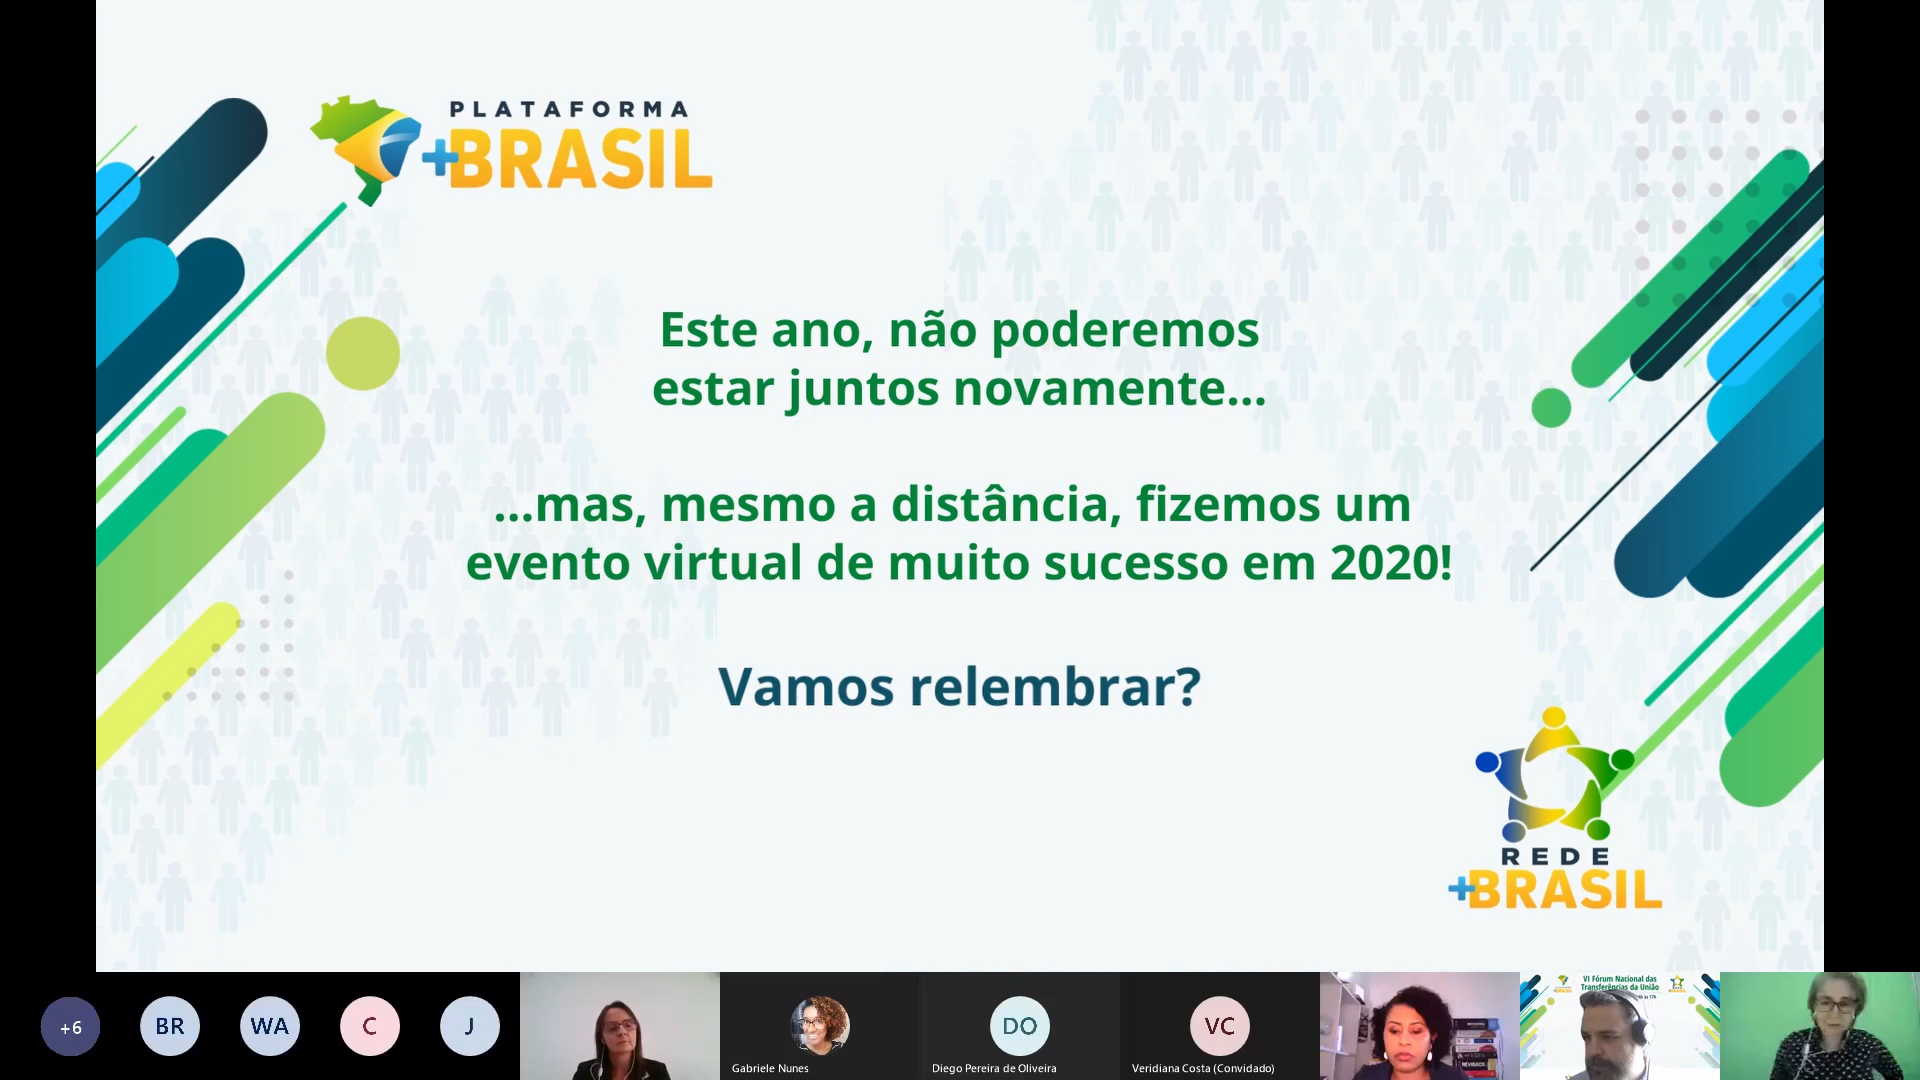 PLATAFORMA
+BRASIL
Este ano, não poderemos
estar juntos novamente...
...mas, mesmo a distância, fizemos um
evento virtual de muito sucesso em 2020!
Vamos relembrar?
REDE
+BRASIL
+6
BR
WA
C
J
Gabriele Nunes
DO
Diego Pereira de Oliveira
VC
Veridiana Costa (Convidado)
VI Fórum Nacional das
Transferências da União